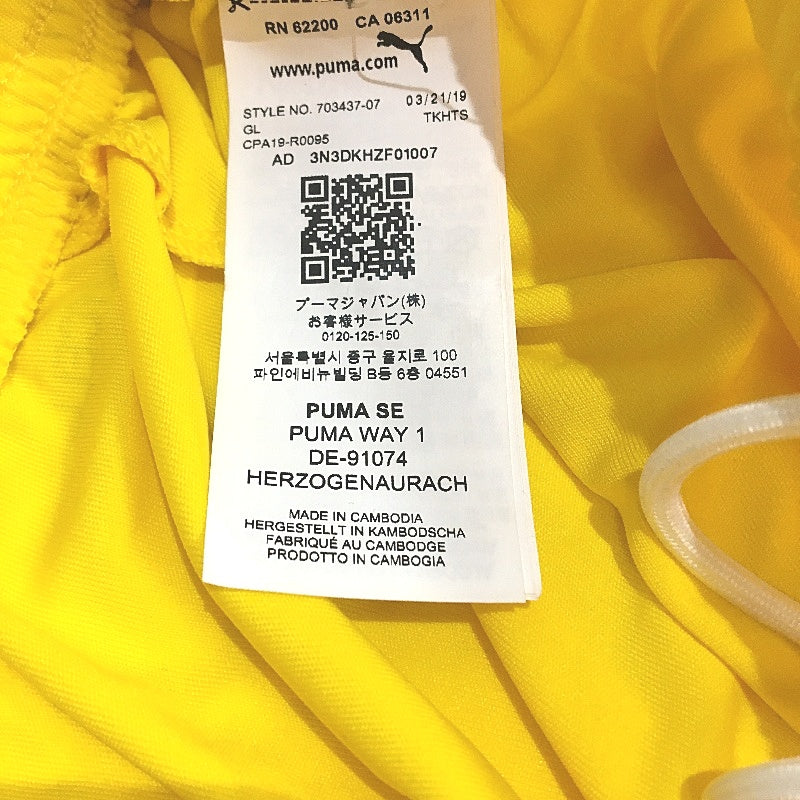 RN 62200 CA 06311
www.puma.com
STYLE NO. 703437-07 03/21/19
GL TKHTS
CPA19-R0095
AD 3N3DKHZF01007
プーマジャパン(株)
お客様サービス
0120-125-150
서울특별시 중구 을지로 100
파인에비뉴빌딩 B동 6층 04551
PUMA SE
PUMA WAY 1
DE-91074
HERZOGENAURACH
MADE IN CAMBODIA
HERGESTELLT IN KAMBODSCHA
FABRIQUÉ AU CAMBODGE
PRODOTTO IN CAMBOGIA